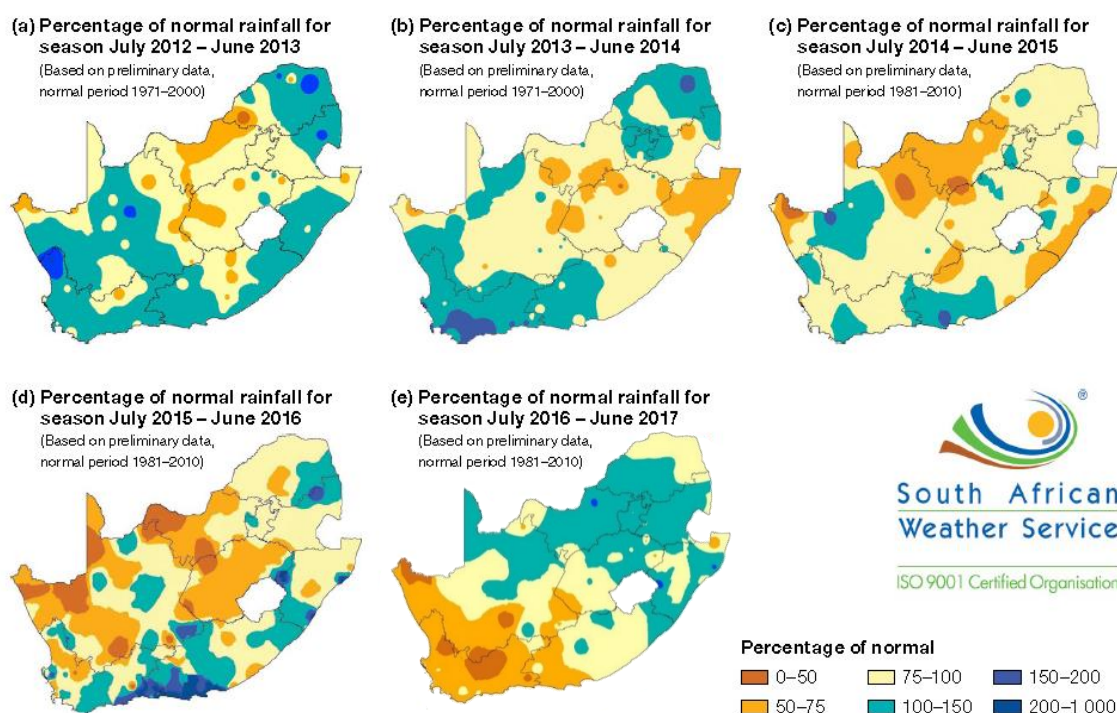 (a) Percentage of normal rainfall for
season July 2012 – June 2013
(Based on preliminary data,
normal period 1971–2000)
(b) Percentage of normal rainfall for
season July 2013 – June 2014
(Based on preliminary data,
normal period 1971–2000)
(c) Percentage of normal rainfall for
season July 2014 – June 2015
(Based on preliminary data,
normal period 1981–2010)
(d) Percentage of normal rainfall for
season July 2015 – June 2016
(Based on preliminary data,
normal period 1981–2010)
(e) Percentage of normal rainfall for
season July 2016 – June 2017
(Based on preliminary data,
normal period 1981–2010)
®
South African
Weather Service
ISO 9001 Certified Organisation
Percentage of normal
0–50
75–100
150–200
50–75
100–150
200–1 000